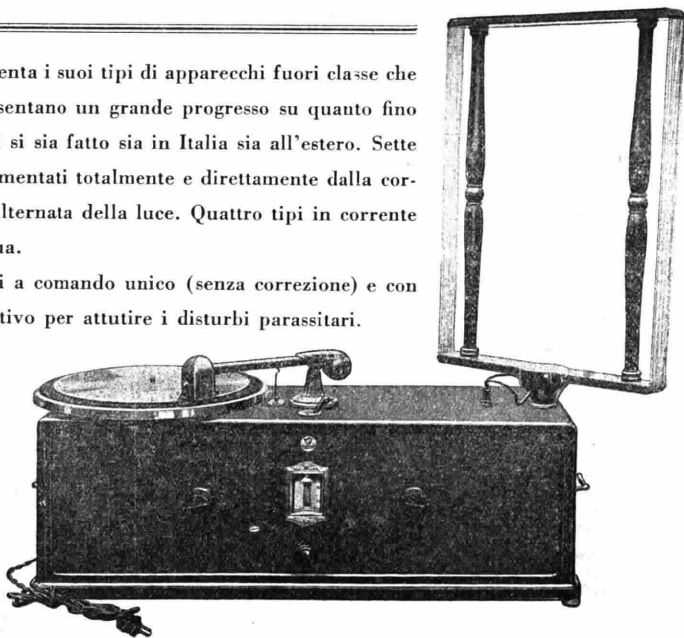 enta i suoi tipi di apparecchi fuori classe che
sentano un grande progresso su quanto fino
si sia fatto sia in Italia sia all'estero. Sette
mentati totalmente e direttamente dalla cor-
lternata della luce. Quattro tipi in corrente
ua.
i a comando unico (senza correzione) e con
tivo per attutire i disturbi parassitari.